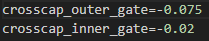 crosscap_outer_gate=-0.075
crosscap_inner_gate=-0.02